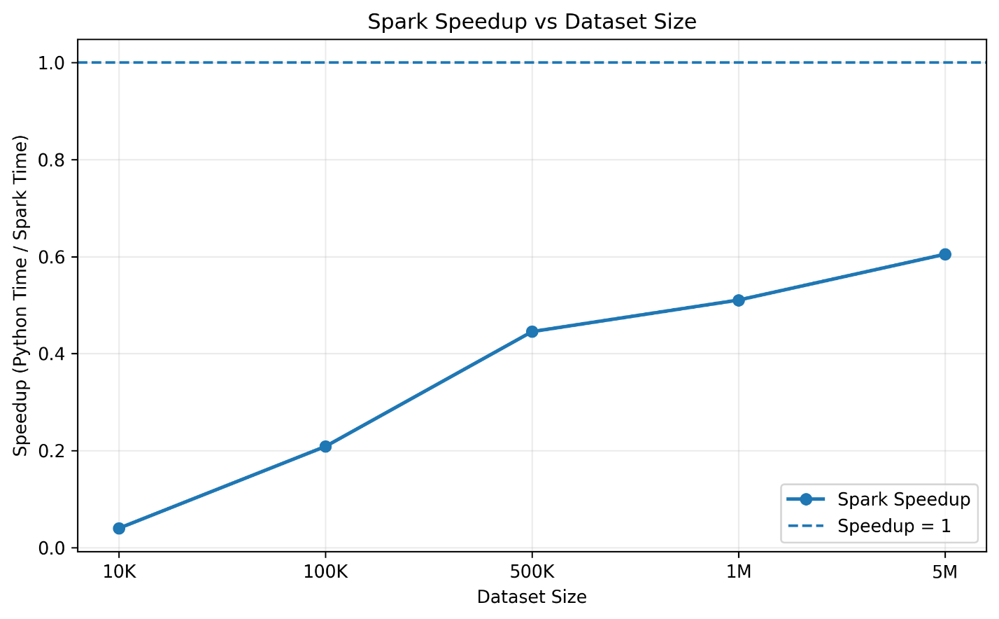 Spark Speedup vs Dataset Size
Speedup (Python Time / Spark Time)
1.0
0.8
0.6
0.4
0.2
0.0
10K 100K 500K 1M 5M
Dataset Size
Spark Speedup
Speedup = 1